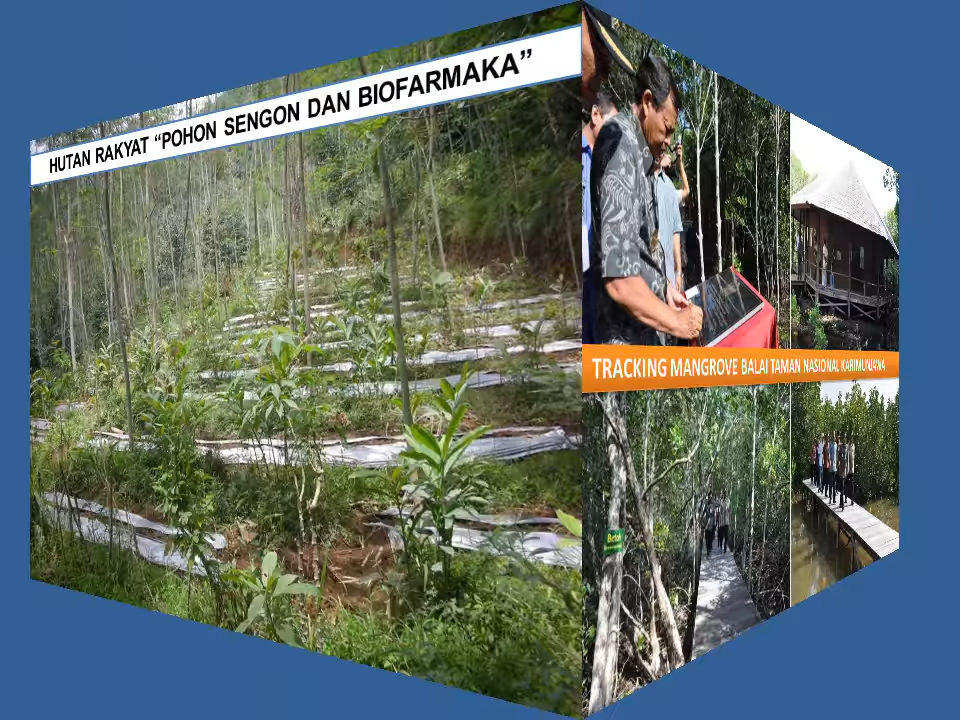 HUTAN RAKYAT “POHON SENGON DAN BIOFARMAKA”
TRACKING MANGROVE BALAI TAMAN NASIONAL KARIMUNJAWA